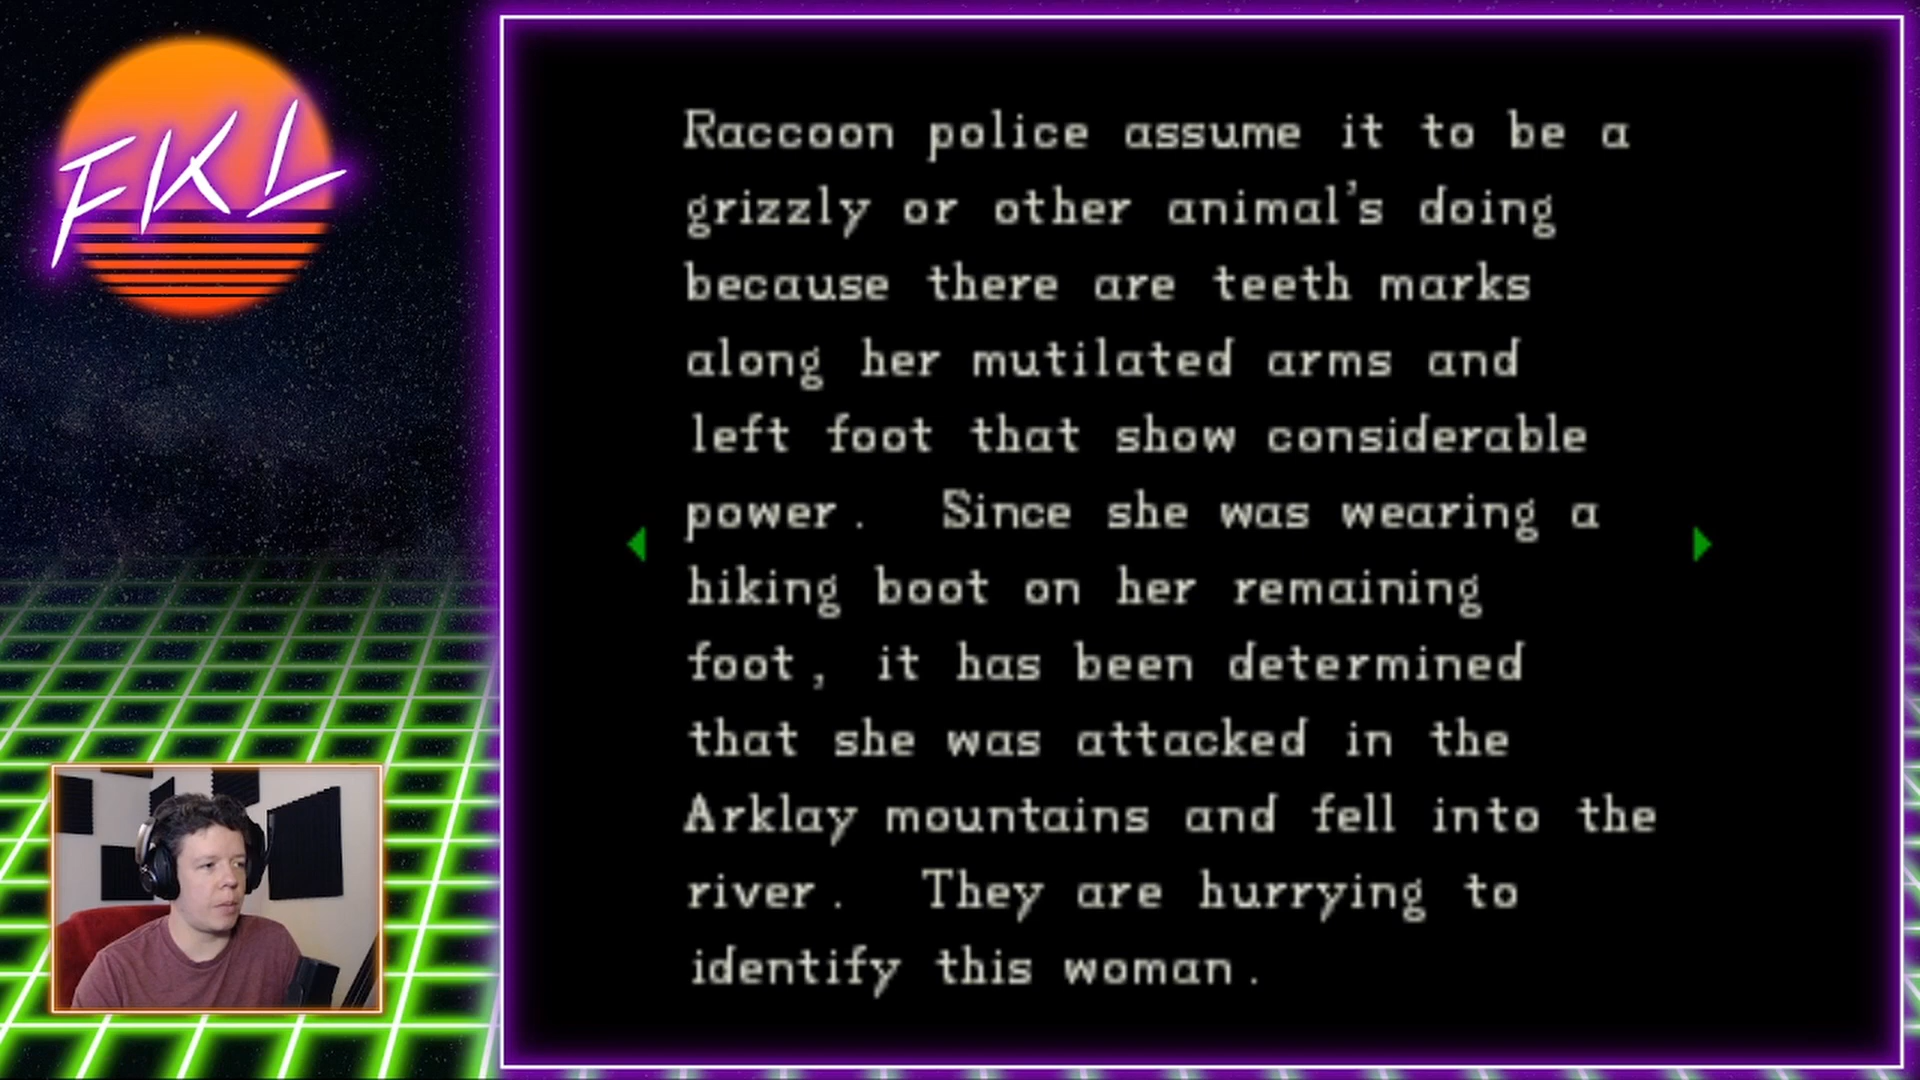 FKL
Raccoon police assume it to be a
grizzly or other animal's doing
because there are teeth marks
along her mutilated arms and
left foot that show considerable
power. Since she was wearing a
hiking boot on her remaining
foot, it has been determined
that she was attacked in the
Arklay mountains and fell into the
river. They are hurrying to
identify this woman.